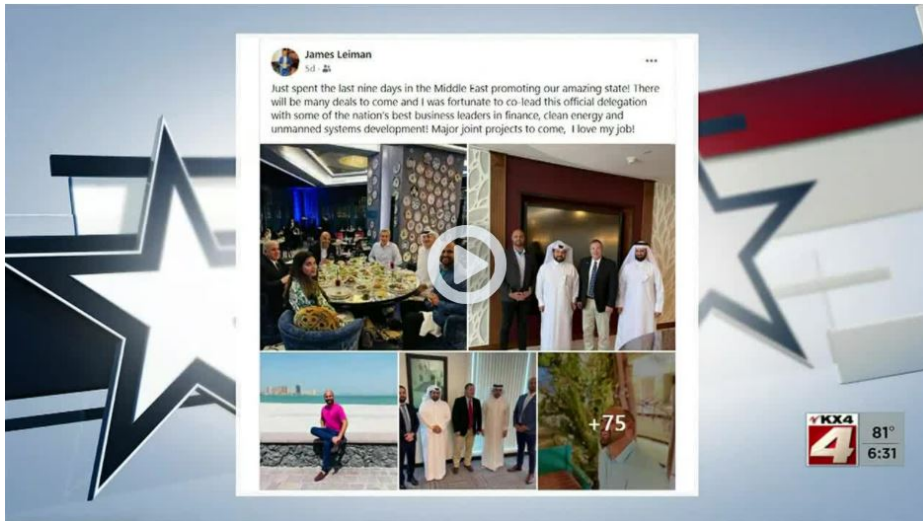 James Leiman
5d
Just spent the last nine days in the Middle East promoting our amazing state! There
will be many deals to come and I was fortunate to co-lead this official delegation
with some of the nation's best business leaders in finance, clean energy and
unmanned systems development! Major joint projects to come, I love my job!
+75
KX4
4
81°
6:31